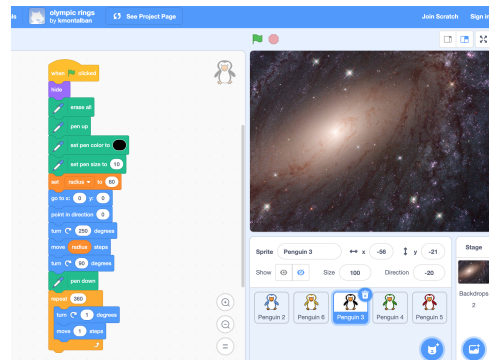 ls
olympic rings
by kmontalban
See Project Page
Join Scratch
Sign in
when clicked
hide
erase all
pen up
set pen color to
set pen size to 10
set radius to 60
go to x: 0 y: 0
point in direction 0
turn 250 degrees
move radius steps
turn 90 degrees
pen down
repeat 360
turn 1 degrees
move 1 steps
Sprite Penguin 3 x -56 y -21
Show Size 100 Direction -20
Penguin 2 Penguin 6 Penguin 3 Penguin 4 Penguin 5
Stage
Backdrops
2